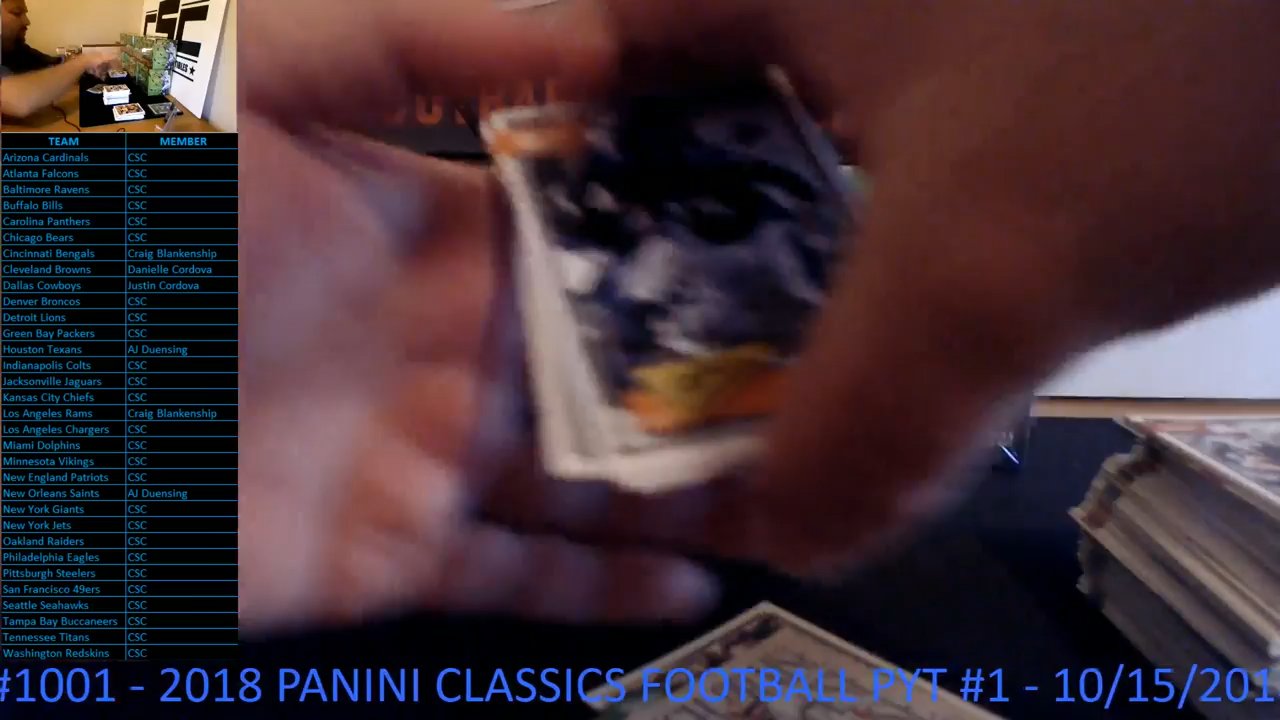 CSC
TEAM MEMBER
Arizona Cardinals CSC
Atlanta Falcons CSC
Baltimore Ravens CSC
Buffalo Bills CSC
Carolina Panthers CSC
Chicago Bears CSC
Cincinnati Bengals Craig Blankenship
Cleveland Browns Danielle Cordova
Dallas Cowboys Justin Cordova
Denver Broncos CSC
Detroit Lions CSC
Green Bay Packers CSC
Houston Texans AJ Duensing
Indianapolis Colts CSC
Jacksonville Jaguars CSC
Kansas City Chiefs CSC
Los Angeles Rams Craig Blankenship
Los Angeles Chargers CSC
Miami Dolphins CSC
Minnesota Vikings CSC
New England Patriots CSC
New Orleans Saints AJ Duensing
New York Giants CSC
New York Jets CSC
Oakland Raiders CSC
Philadelphia Eagles CSC
Pittsburgh Steelers CSC
San Francisco 49ers CSC
Seattle Seahawks CSC
Tampa Bay Buccaneers CSC
Tennessee Titans CSC
Washington Redskins CSC
#1001 - 2018 PANINI CLASSICS FOOTBALL PYT #1 - 10/15/201